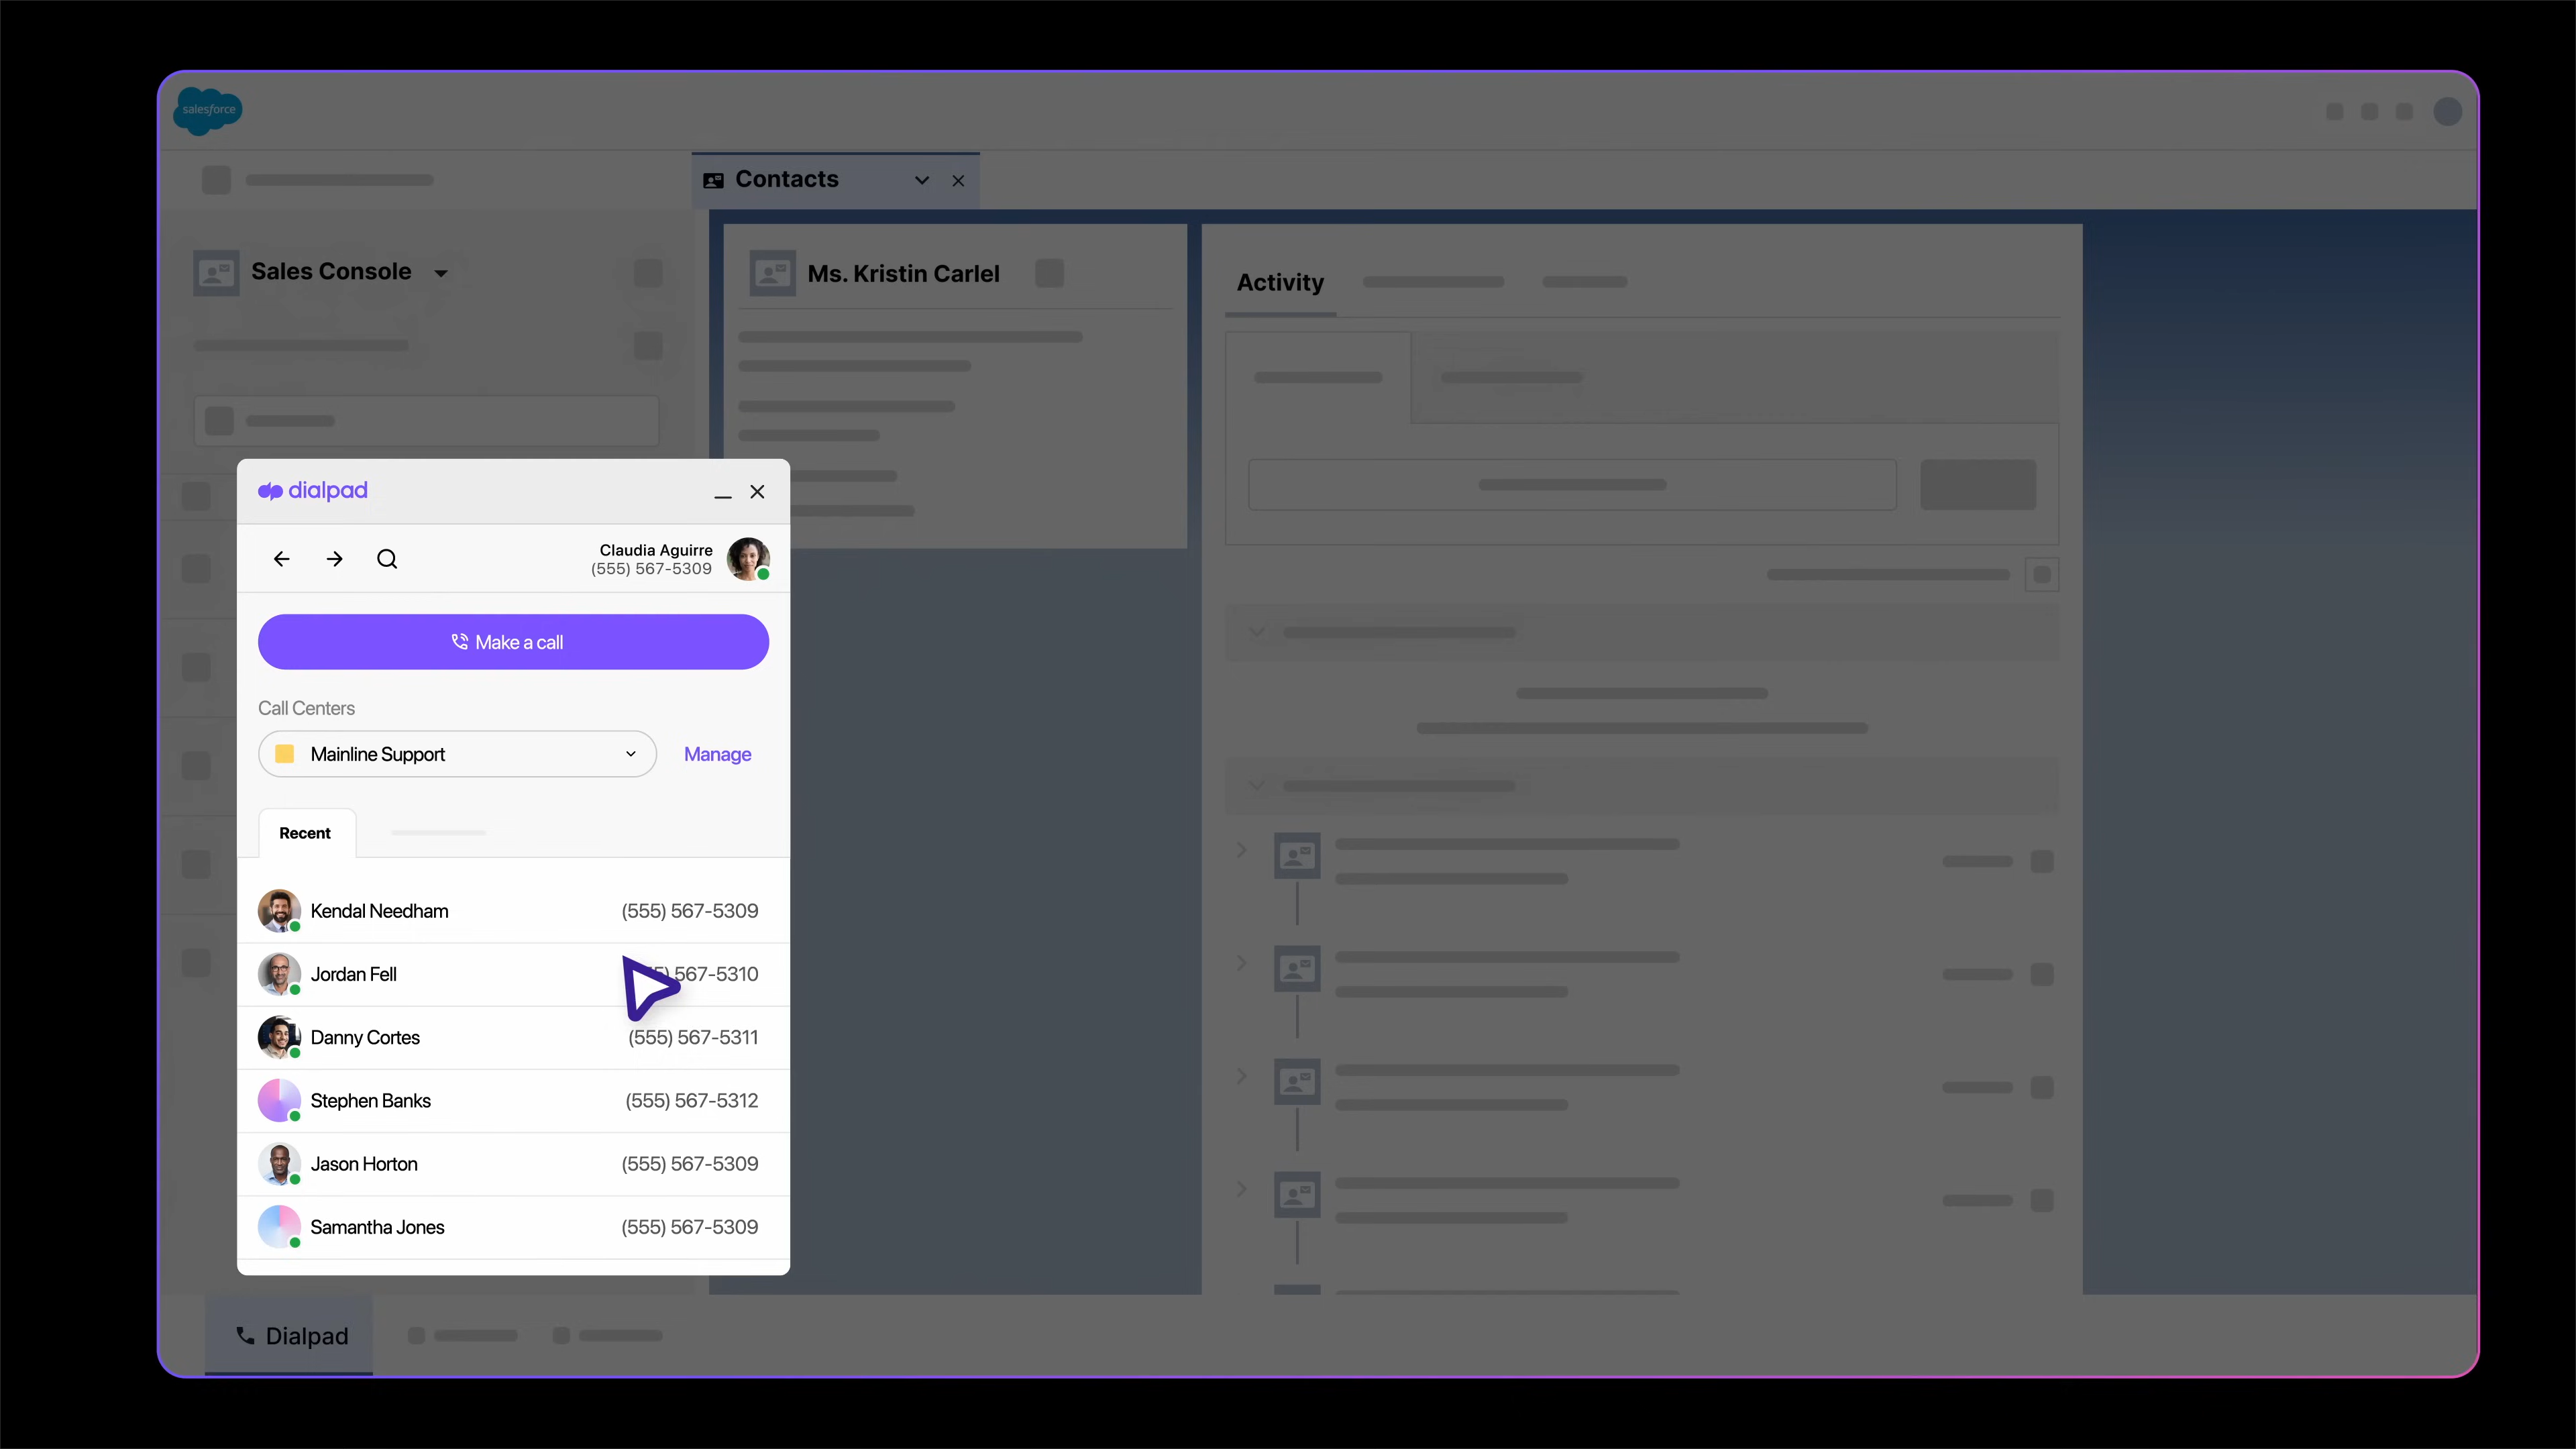 salesforce
Contacts
Sales Console
Ms. Kristin Carlel
Activity
dialpad
Claudia Aguirre
(555) 567-5309
Make a call
Call Centers
Mainline Support
Manage
Recent
Kendal Needham (555) 567-5309
Jordan Fell 567-5310
Danny Cortes (555) 567-5311
Stephen Banks (555) 567-5312
Jason Horton (555) 567-5309
Samantha Jones (555) 567-5309
Dialpad